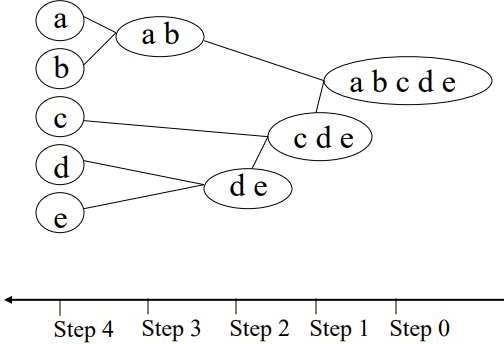 a
a b
b
a b c d e
c
c d e
d
d e
e
Step 4 Step 3 Step 2 Step 1 Step 0